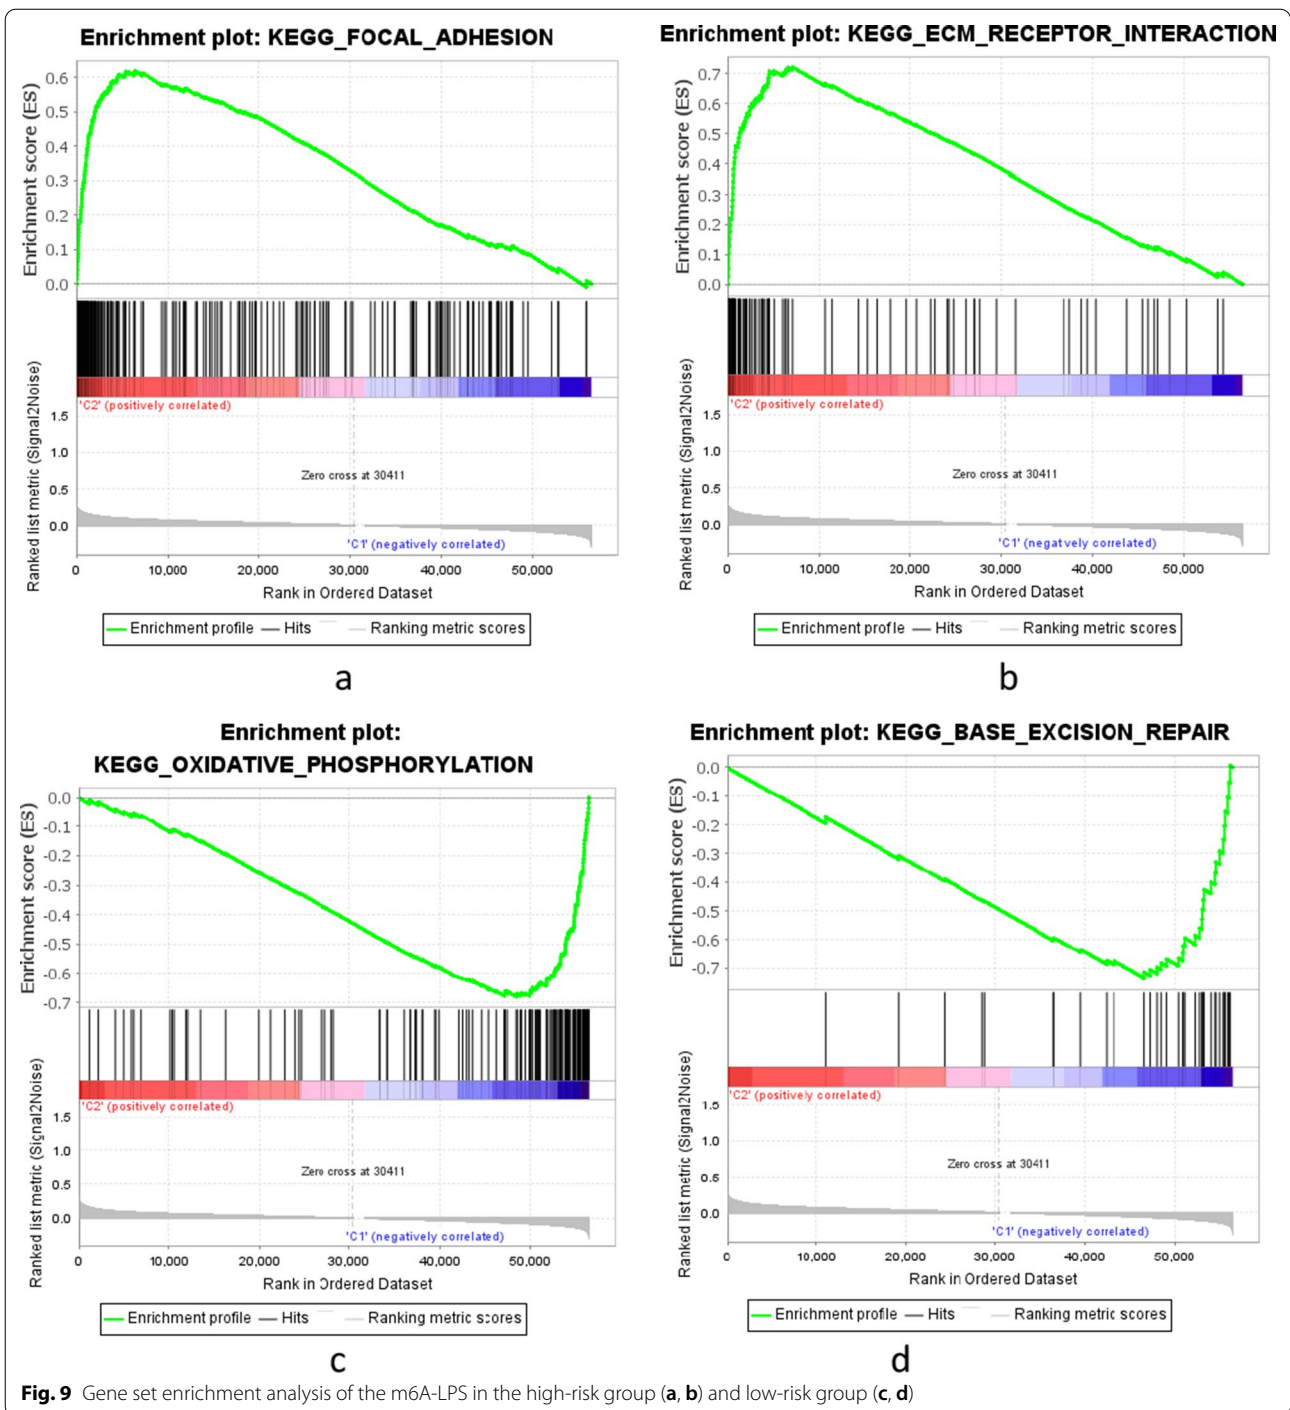 Enrichment plot: KEGG_FOCAL_ADHESION
Enrichment score (ES)
0.6
0.5
0.4
0.3
0.2
0.1
0.0
'C2' (positively correlated)
Ranked list metric (Signal2Noise)
1.5
1.0
0.5
0.0
Zero cross at 30411
'C1' (negatively correlated)
0 10,000 20,000 30,000 40,000 50,000
Rank in Ordered Dataset
Enrichment profile Hits Ranking metric scores
a
Enrichment plot: KEGG_ECM_RECEPTOR_INTERACTION
Enrichment score (ES)
0.7
0.6
0.5
0.4
0.3
0.2
0.1
0.0
'C2' (positively correlated)
Ranked list metric (Signal2Noise)
1.5
1.0
0.5
0.0
Zero cross at 30411
'C1' (negatively correlated)
0 10,000 20,000 30,000 40,000 50,000
Rank in Ordered Dataset
Enrichment profile Hits Ranking metric scores
b
Enrichment plot:
KEGG_OXIDATIVE_PHOSPHORYLATION
Enrichment score (ES)
0.0
-0.1
-0.2
-0.3
-0.4
-0.5
-0.6
-0.7
'C2' (positively correlated)
Ranked list metric (Signal2Noise)
1.5
1.0
0.5
0.0
Zero cross at 30411
'C1' (negatively correlated)
0 10,000 20,000 30,000 40,000 50,000
Rank in Ordered Dataset
Enrichment profile Hits Ranking metric scores
c
Enrichment plot: KEGG_BASE_EXCISION_REPAIR
Enrichment score (ES)
0.0
-0.1
-0.2
-0.3
-0.4
-0.5
-0.6
-0.7
'C2' (positively correlated)
Ranked list metric (Signal2Noise)
1.5
1.0
0.5
0.0
Zero cross at 30411
'C1' (negatively correlated)
0 10,000 20,000 30,000 40,000 50,000
Rank in Ordered Dataset
Enrichment profile Hits Ranking metric scores
d
Fig. 9 Gene set enrichment analysis of the m6A-LPS in the high-risk group (a, b) and low-risk group (c, d)